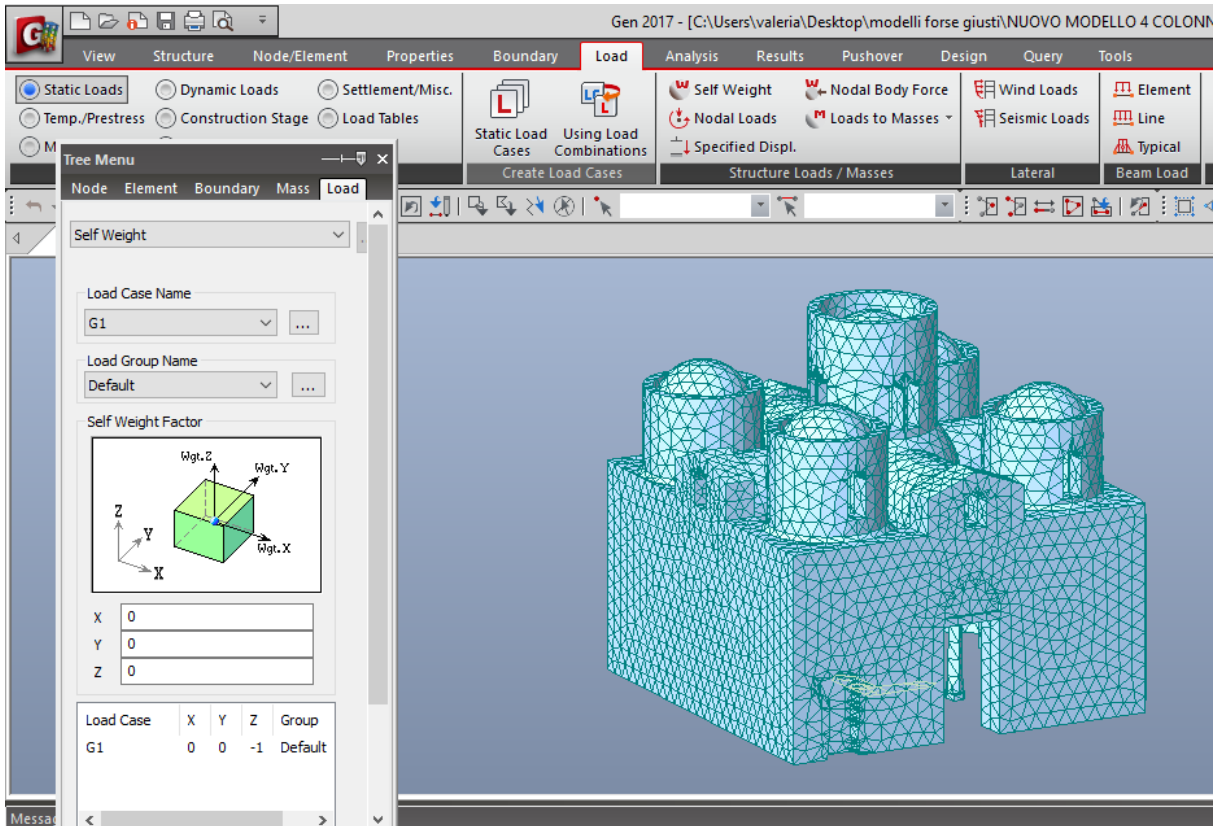 Gen 2017 - [C:\Users\valeria\Desktop\modelli forse giusti\NUOVO MODELLO 4 COLONN
View Structure Node/Element Properties Boundary Load Analysis Results Pushover Design Query Tools
Static Loads Dynamic Loads Settlement/Misc. Self Weight Nodal Body Force Wind Loads Element
Temp./Prestress Construction Stage Load Tables Nodal Loads Loads to Masses Seismic Loads Line
Static Load Cases Using Load Combinations Specified Displ. Typical
Create Load Cases Structure Loads / Masses Lateral Beam Load
Tree Menu
Node Element Boundary Mass Load
Self Weight
Load Case Name
G1 ...
Load Group Name
Default ...
Self Weight Factor
Wgt.Z
Wgt.Y
Z
Y
Wgt.X
X
X 0
Y 0
Z 0
Load Case X Y Z Group
G1 0 0 -1 Default